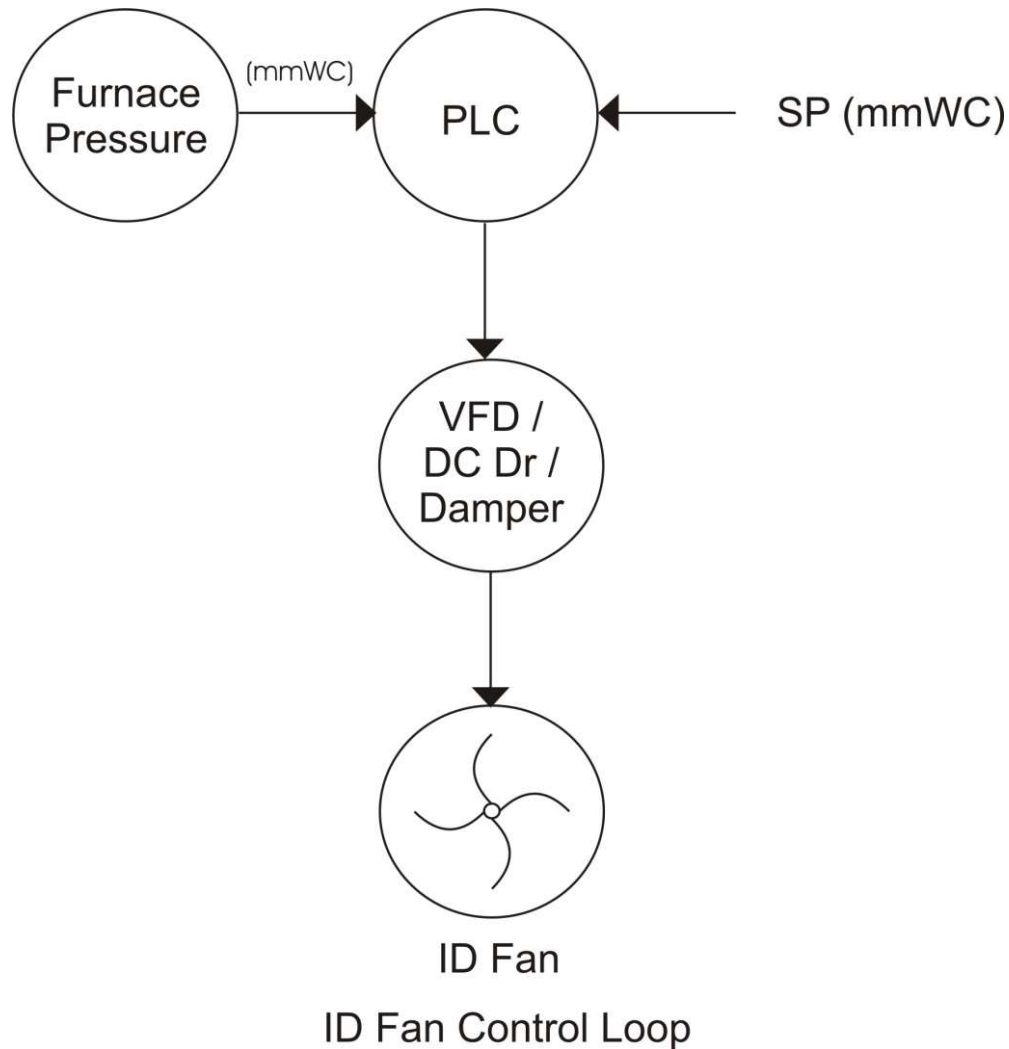 Furnace
Pressure
(mmWC)
PLC
SP (mmWC)
VFD /
DC Dr /
Damper
ID Fan
ID Fan Control Loop